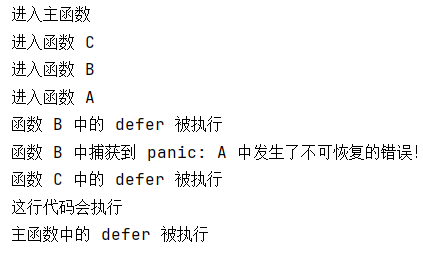 进入主函数
进入函数 C
进入函数 B
进入函数 A
函数 B 中的 defer 被执行
函数 B 中捕获到 panic: A 中发生了不可恢复的错误!
函数 C 中的 defer 被执行
这行代码会执行
主函数中的 defer 被执行